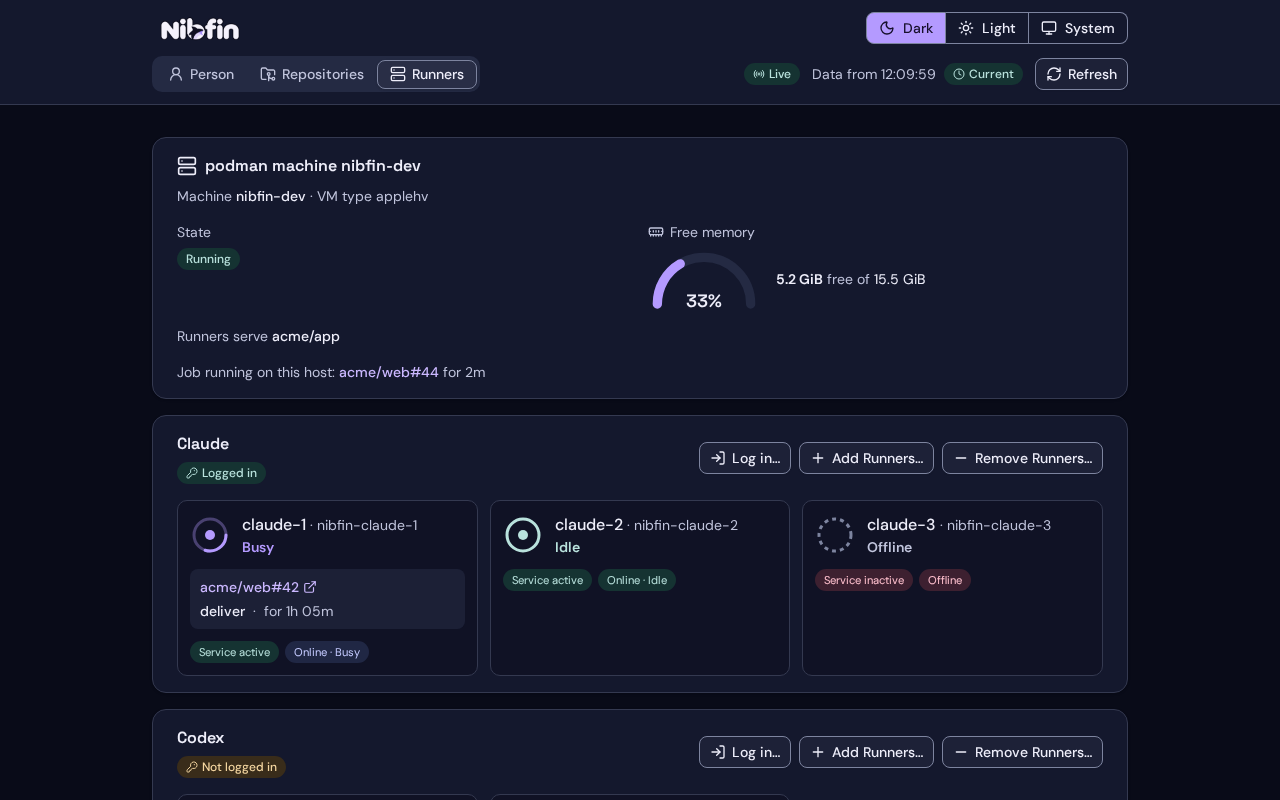 Nibfin
Dark
Light
System
Person
Repositories
Runners
Live
Data from 12:09:59
Current
Refresh
podman machine nibfin-dev
Machine nibfin-dev · VM type applehv
State
Running
Free memory
33%
5.2 GiB free of 15.5 GiB
Runners serve acme/app
Job running on this host: acme/web#44 for 2m
Claude
Logged in
Log in...
Add Runners...
Remove Runners...
claude-1 · nibfin-claude-1
Busy
acme/web#42
deliver · for 1h 05m
Service active
Online · Busy
claude-2 · nibfin-claude-2
Idle
Service active
Online · Idle
claude-3 · nibfin-claude-3
Offline
Service inactive
Offline
Codex
Not logged in
Log in...
Add Runners...
Remove Runners...